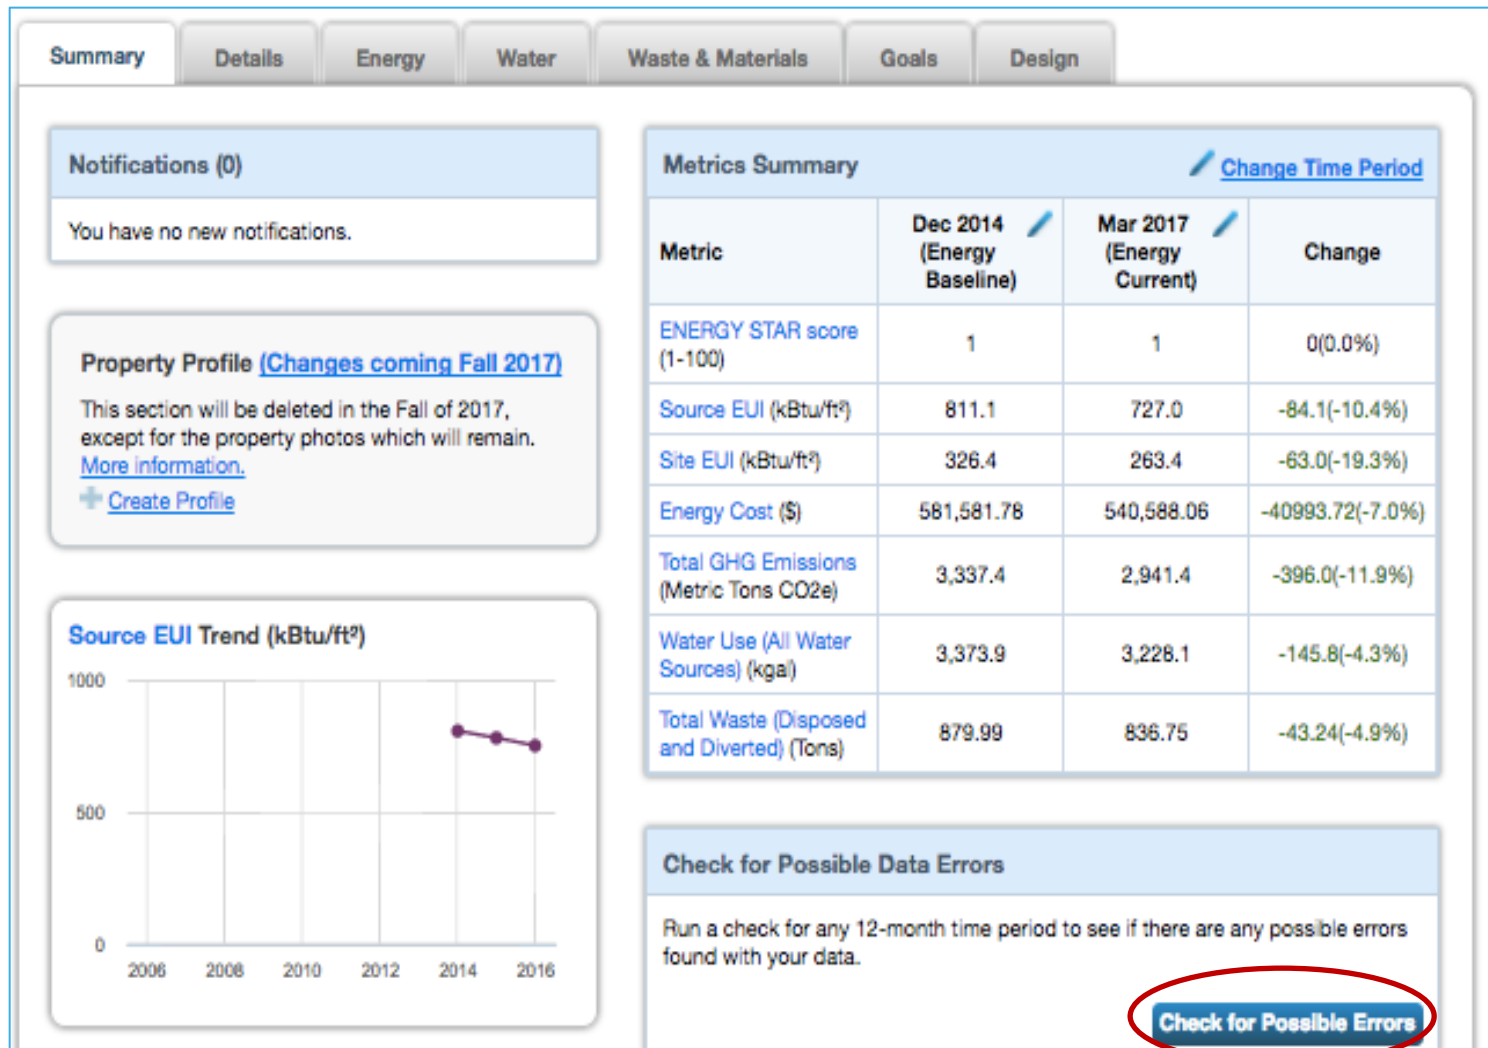 Summary Details Energy Water Waste & Materials Goals Design
Notifications (0)
You have no new notifications.
Property Profile (Changes coming Fall 2017)
This section will be deleted in the Fall of 2017,
except for the property photos which will remain.
More information.
Create Profile
Source EUI Trend (kBtu/ft²)
1000
500
0
2006 2008 2010 2012 2014 2016
Metrics Summary Change Time Period
Metric
Dec 2014
(Energy
Baseline)
Mar 2017
(Energy
Current)
Change
ENERGY STAR score
(1-100)
1 1 0(0.0%)
Source EUI (kBtu/ft²) 811.1 727.0 -84.1(-10.4%)
Site EUI (kBtu/ft²) 326.4 263.4 -63.0(-19.3%)
Energy Cost ($) 581,581.78 540,588.06 -40993.72(-7.0%)
Total GHG Emissions
(Metric Tons CO2e)
3,337.4 2,941.4 -396.0(-11.9%)
Water Use (All Water
Sources) (kgal)
3,373.9 3,228.1 -145.8(-4.3%)
Total Waste (Disposed
and Diverted) (Tons)
879.99 836.75 -43.24(-4.9%)
Check for Possible Data Errors
Run a check for any 12-month time period to see if there are any possible errors
found with your data.
Check for Possible Errors